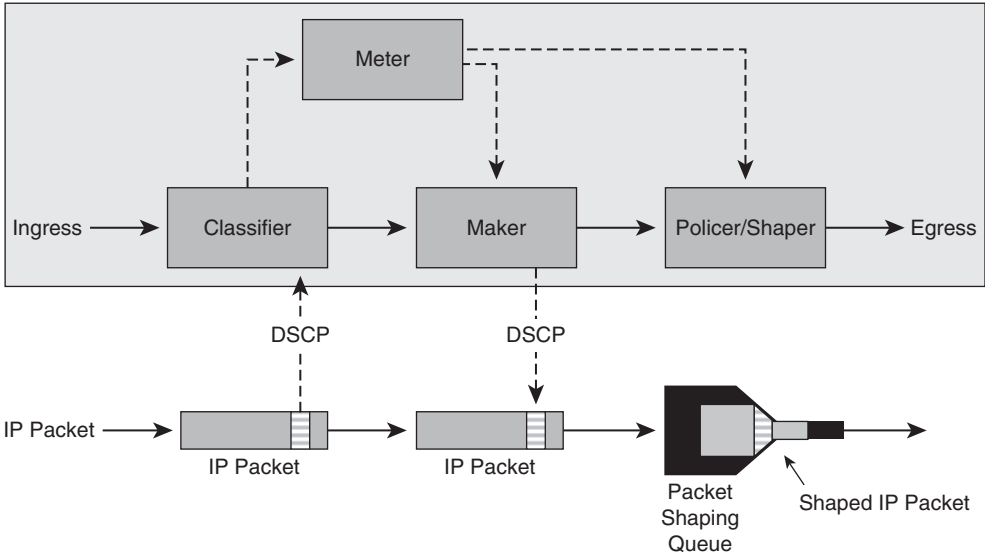 Meter
Ingress
Classifier
Maker
Policer/Shaper
Egress
DSCP
DSCP
IP Packet
IP Packet
IP Packet
Packet
Shaping
Queue
Shaped IP Packet